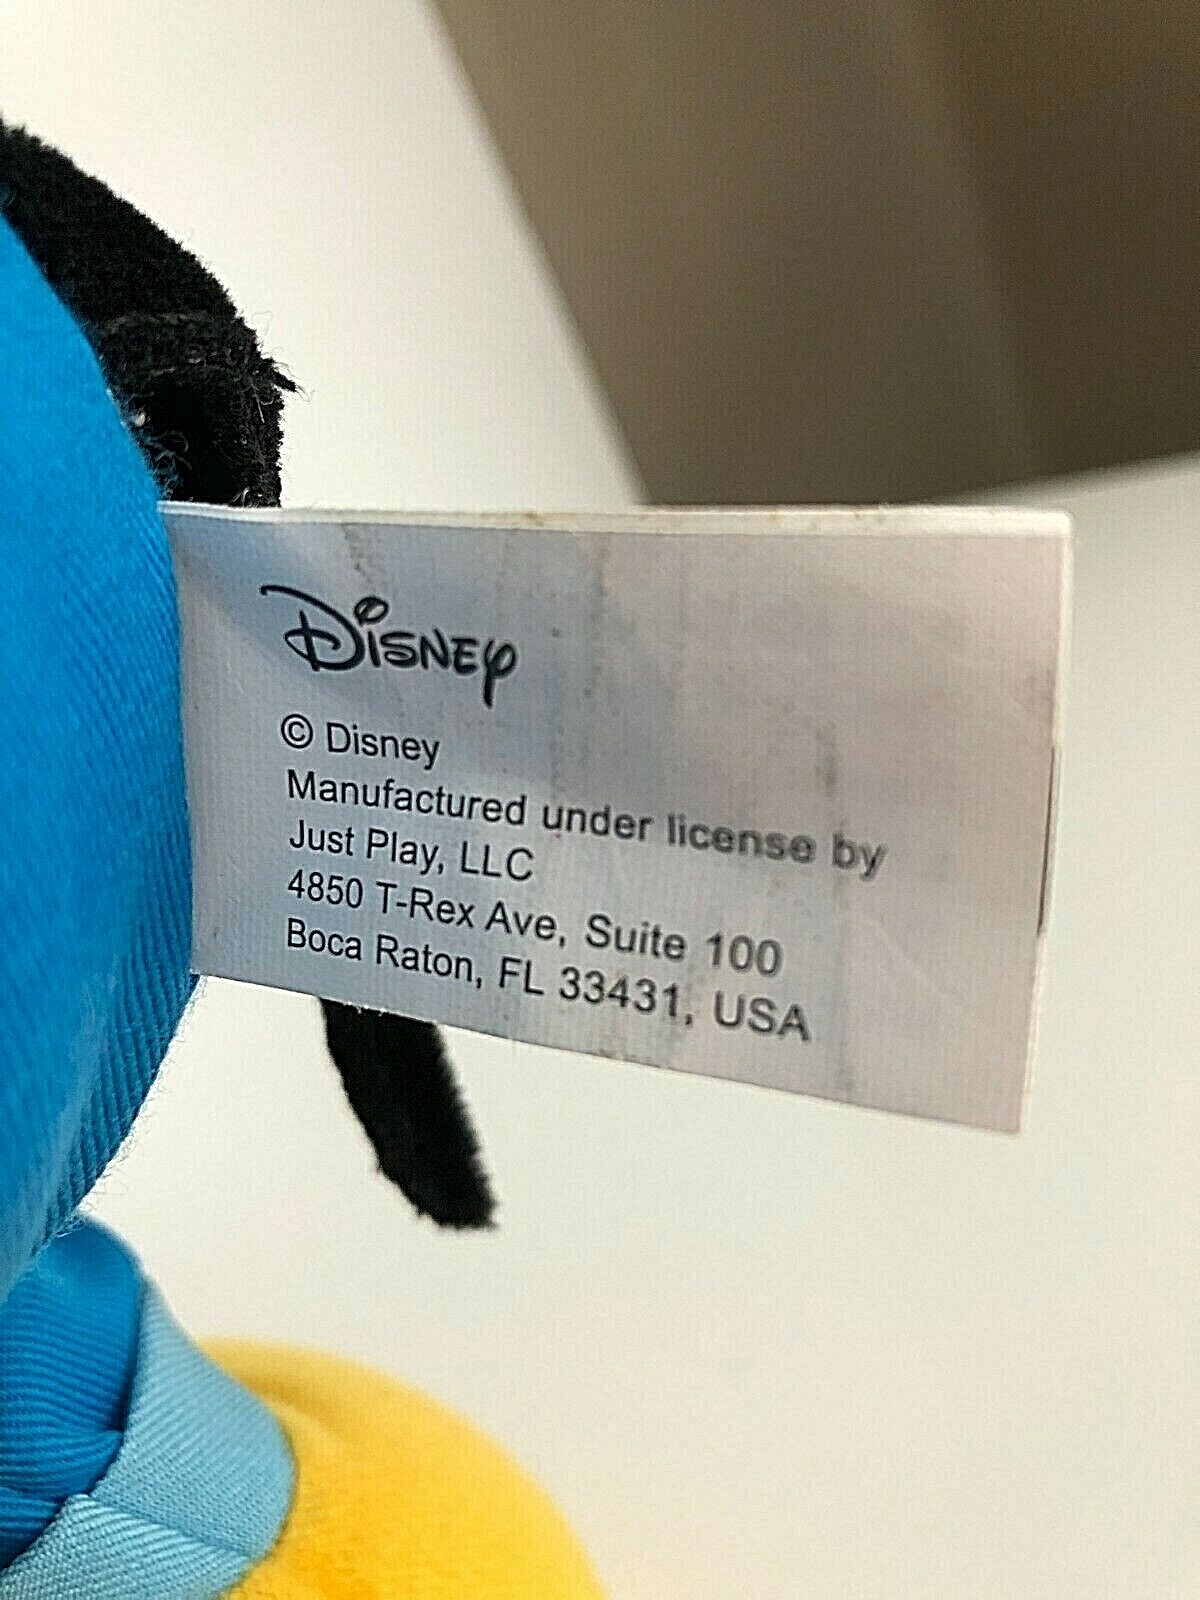 Disney
© Disney
Manufactured under license by
Just Play, LLC
4850 T-Rex Ave, Suite 100
Boca Raton, FL 33431, USA